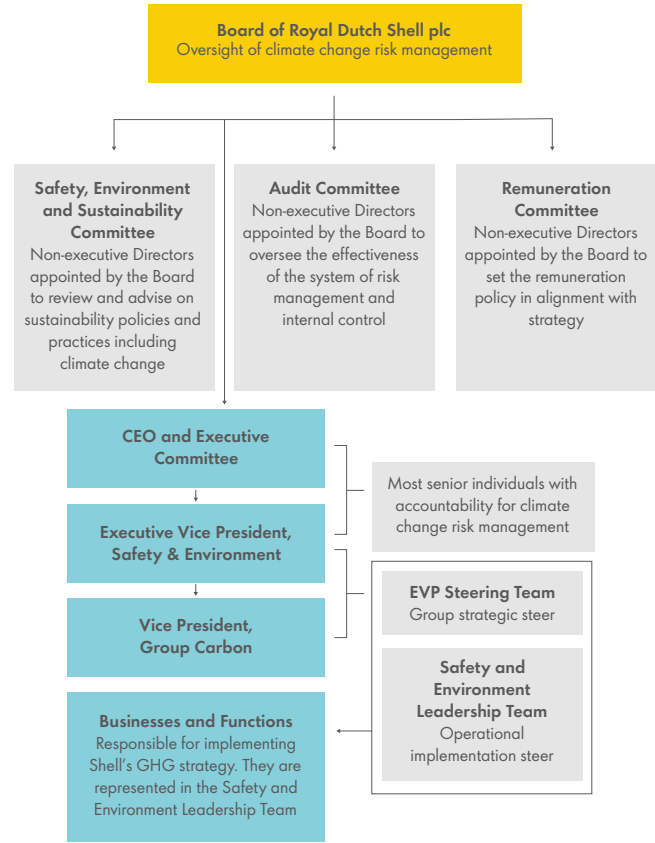 Board of Royal Dutch Shell plc
Oversight of climate change risk management
Safety, Environment
and Sustainability
Committee
Non-executive Directors
appointed by the Board
to review and advise on
sustainability policies and
practices including
climate change
Audit Committee
Non-executive Directors
appointed by the Board to
oversee the effectiveness
of the system of risk
management and
internal control
Remuneration
Committee
Non-executive Directors
appointed by the Board to
set the remuneration
policy in alignment with
strategy
CEO and Executive
Committee
Most senior individuals with
accountability for climate
change risk management
Executive Vice President,
Safety & Environment
EVP Steering Team
Group strategic steer
Vice President,
Group Carbon
Safety and
Environment
Leadership Team
Operational
implementation steer
Businesses and Functions
Responsible for implementing
Shell's GHG strategy. They are
represented in the Safety and
Environment Leadership Team